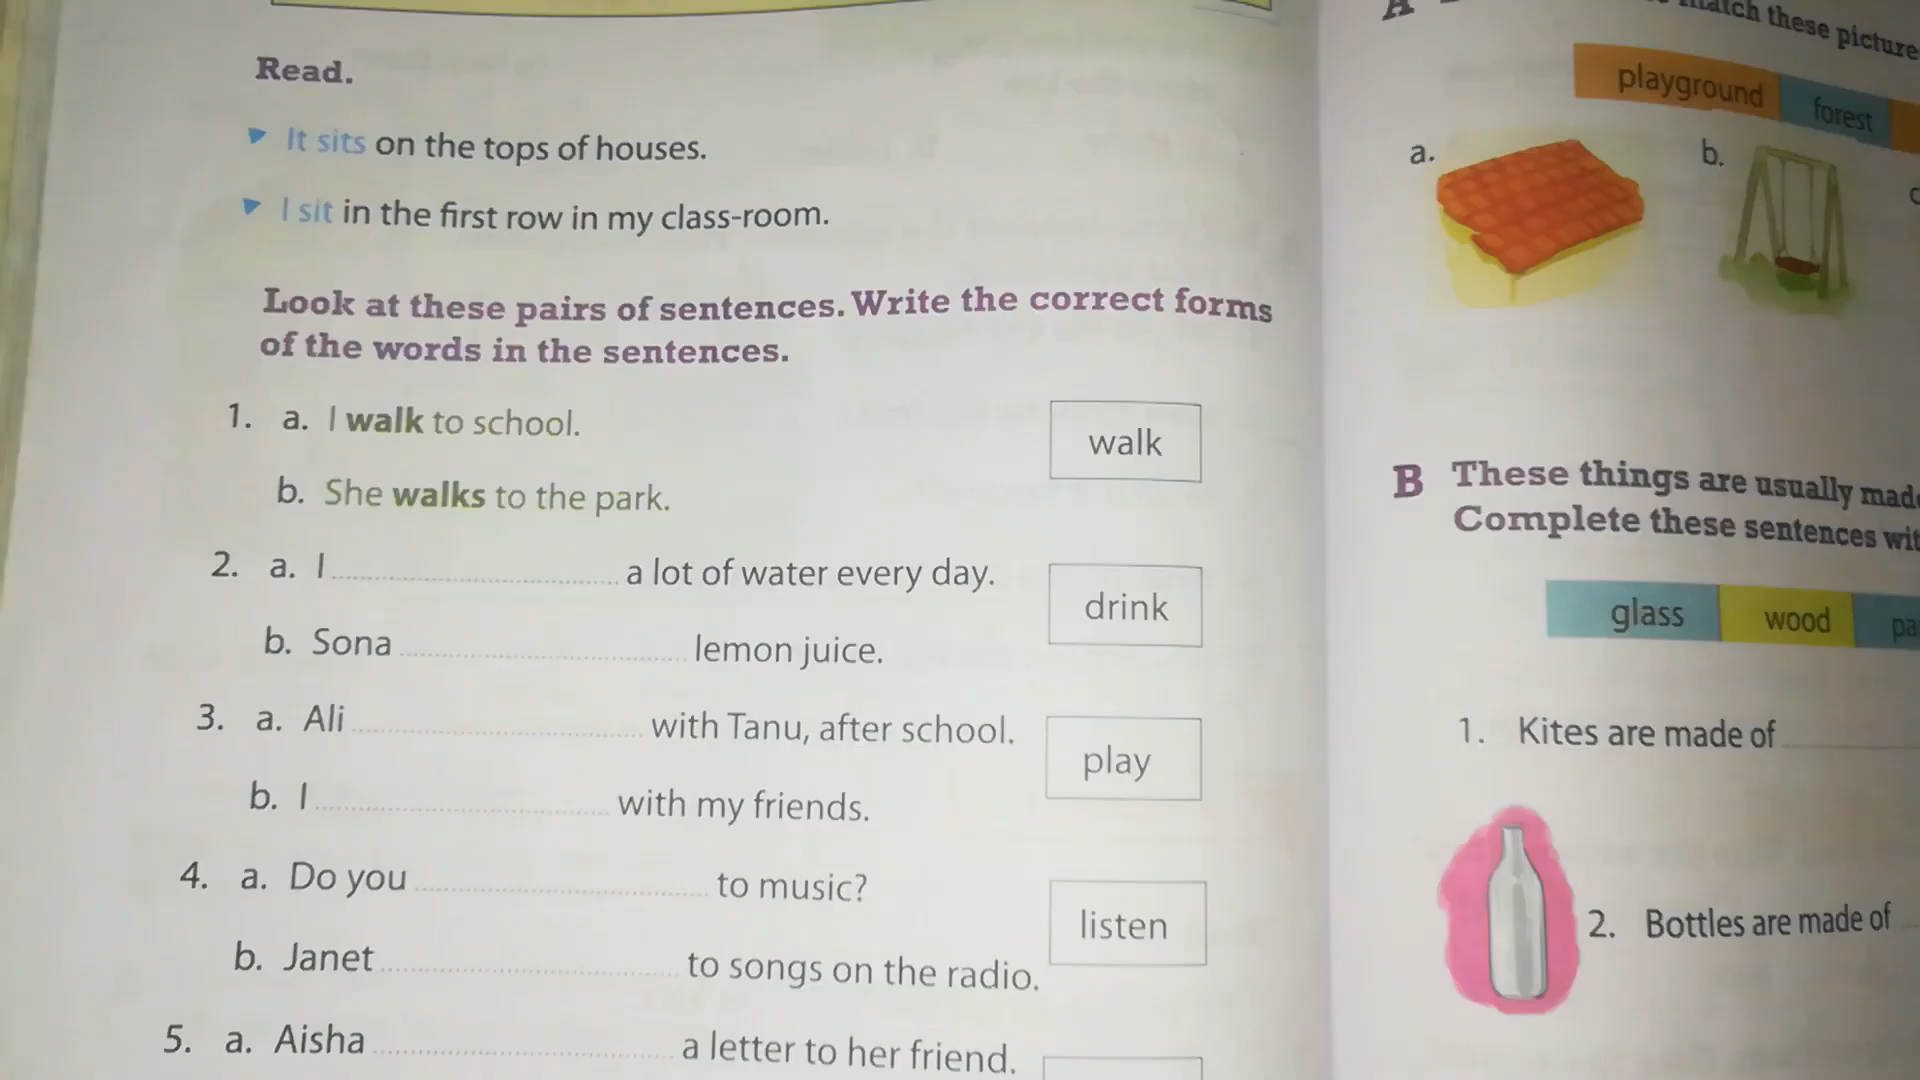 Read.
It sits on the tops of houses.
I sit in the first row in my class-room.
Look at these pairs of sentences. Write the correct forms
of the words in the sentences.
1. a. I walk to school.
walk
b. She walks to the park.
2. a. I a lot of water every day.
drink
b. Sona lemon juice.
3. a. Ali with Tanu, after school.
play
b. I with my friends.
4. a. Do you to music?
listen
b. Janet to songs on the radio.
5. a. Aisha a letter to her friend.
A
match these picture
playground forest
a. b.
B These things are usually made
Complete these sentences wit
glass wood pa
1. Kites are made of
2. Bottles are made of